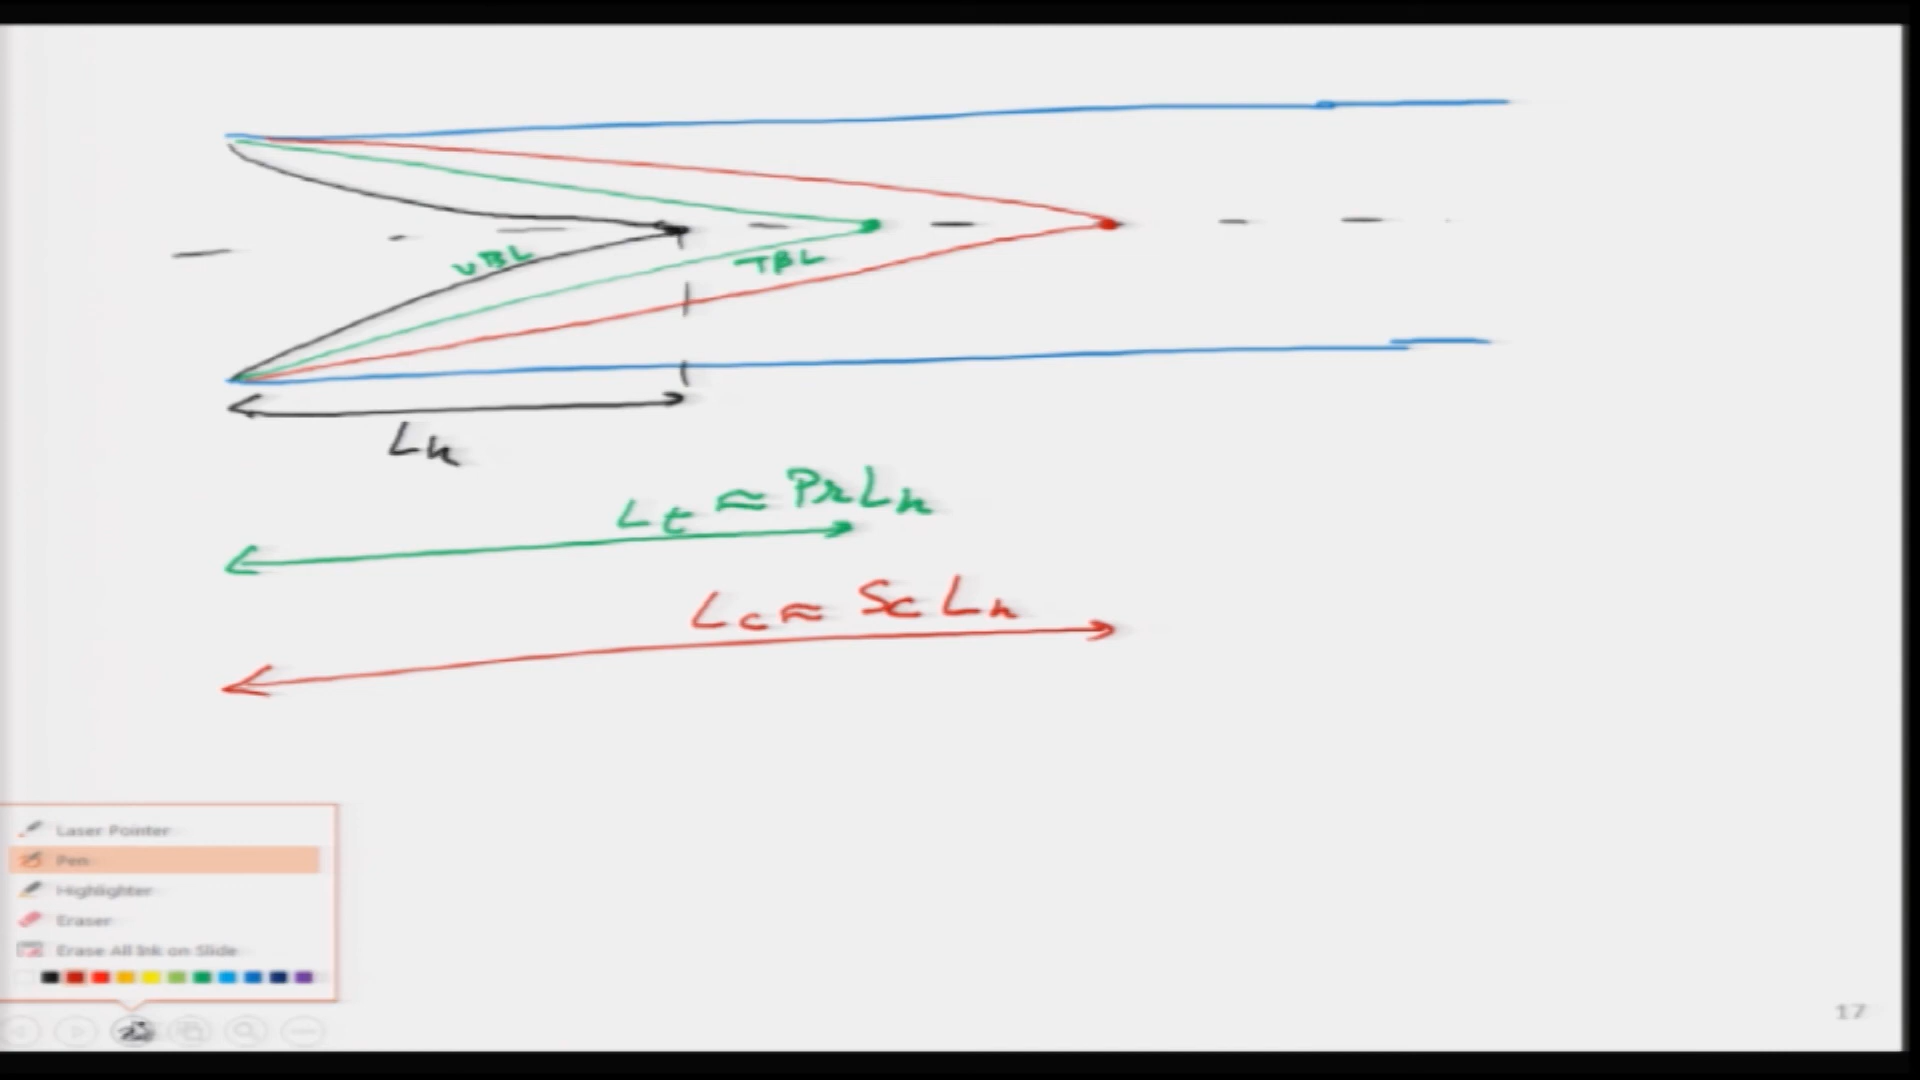 VBL
TBL
Lh
Lt ≈ Pr Lh
Lc ≈ Sc Lh
Laser Pointer
Pen
Highlighter
Eraser
Erase All Ink on Slide
17